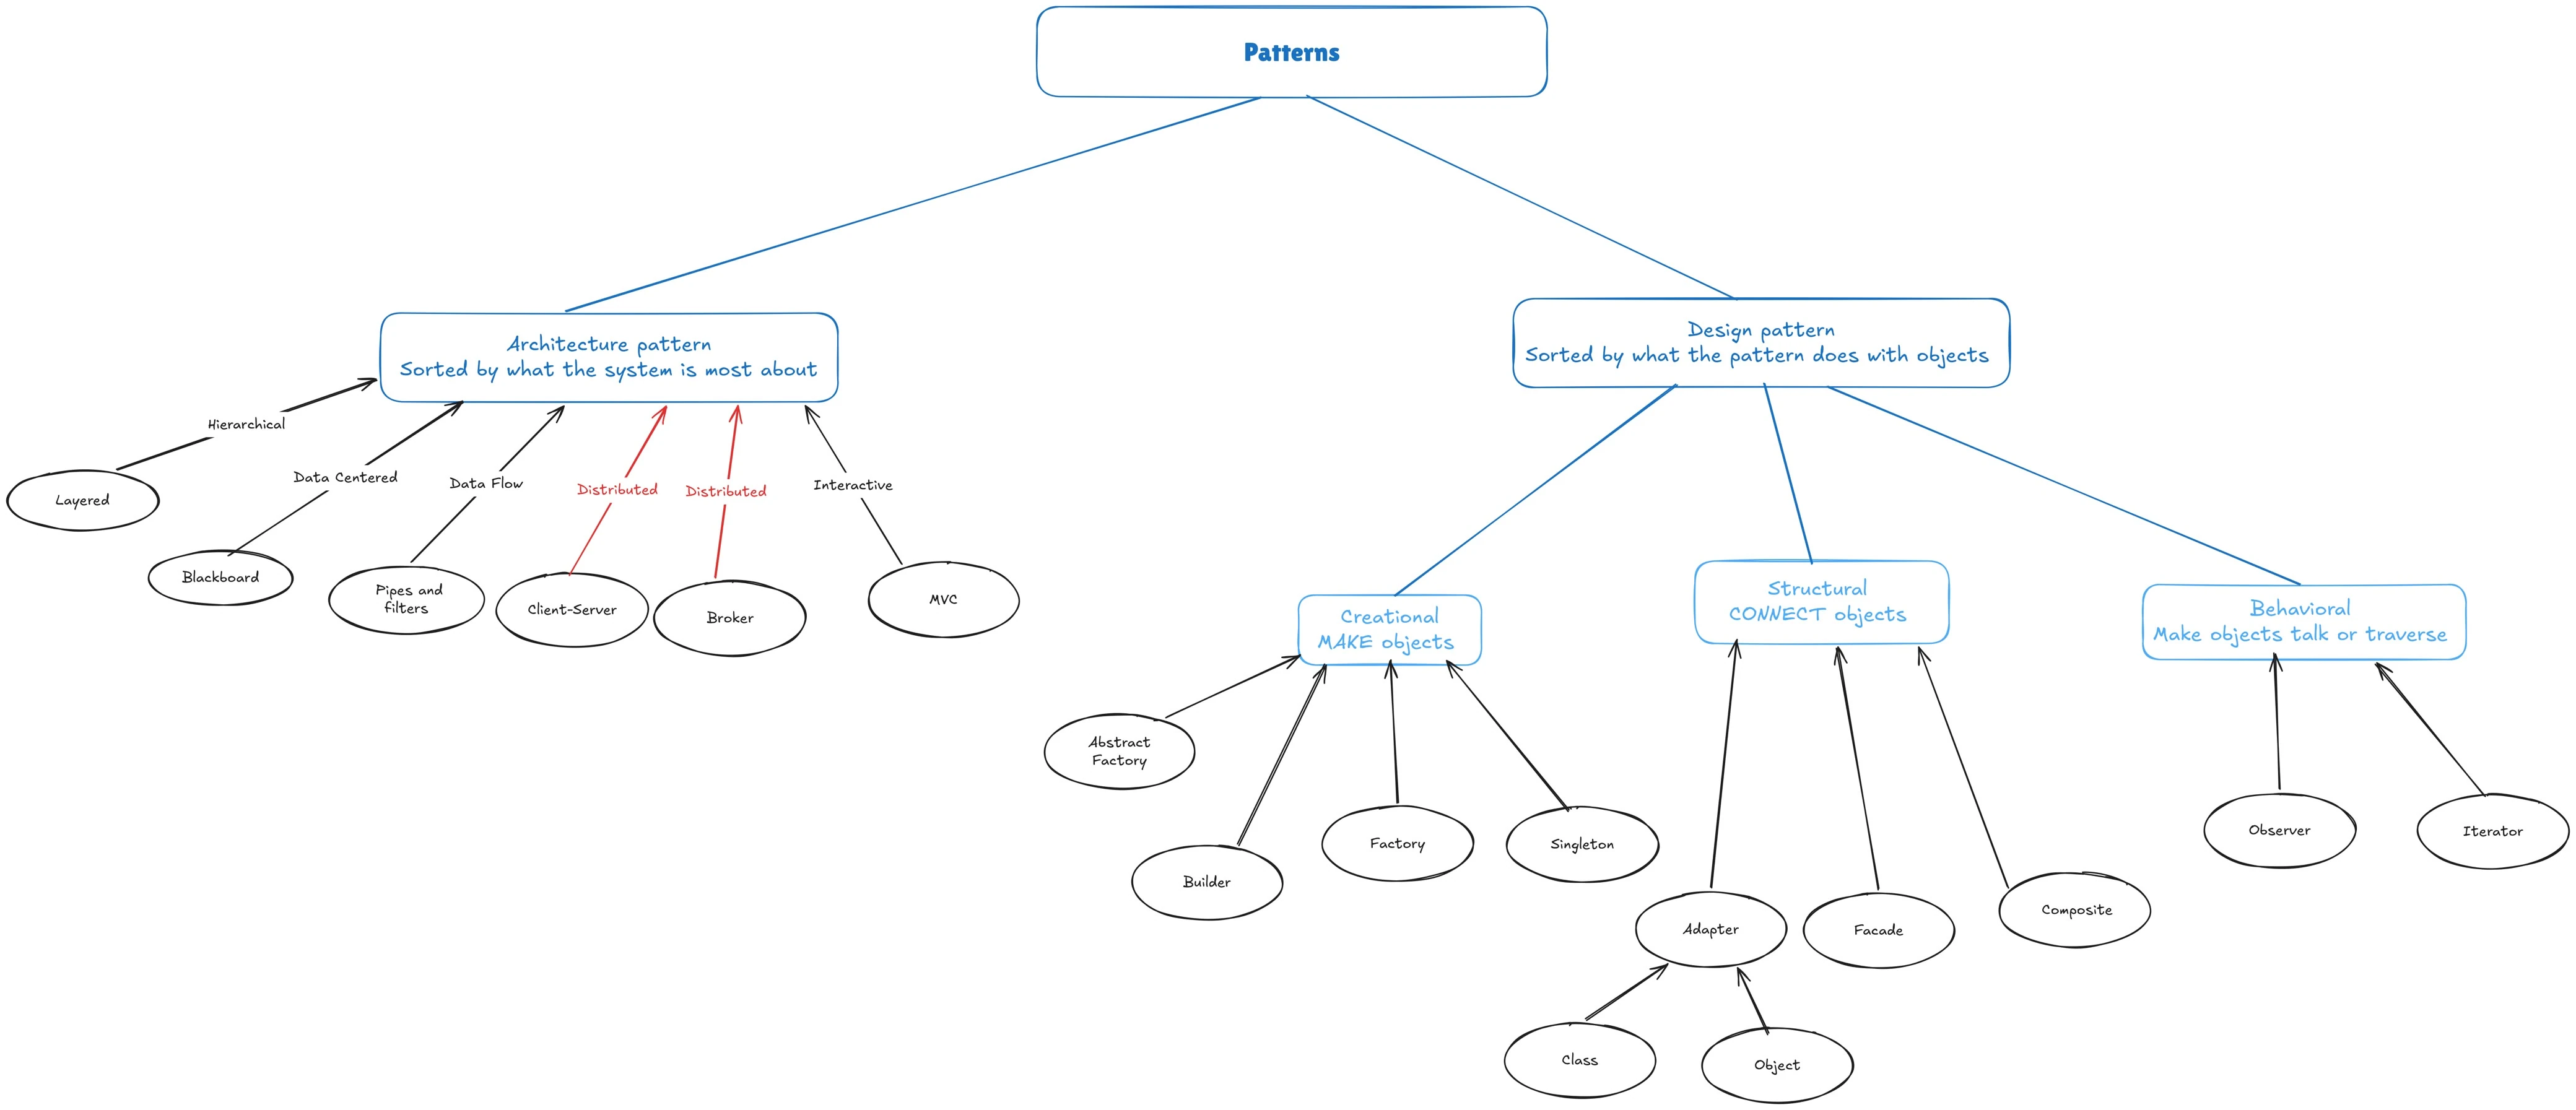 Patterns
Architecture pattern
Sorted by what the system is most about
Design pattern
Sorted by what the pattern does with objects
Hierarchical
Data Centered
Data Flow
Distributed
Distributed
Interactive
Layered
Blackboard
Pipes and
filters
Client-Server
Broker
MVC
Creational
MAKE objects
Structural
CONNECT objects
Behavioral
Make objects talk or traverse
Abstract
Factory
Builder
Factory
Singleton
Adapter
Facade
Composite
Observer
Iterator
Class
Object